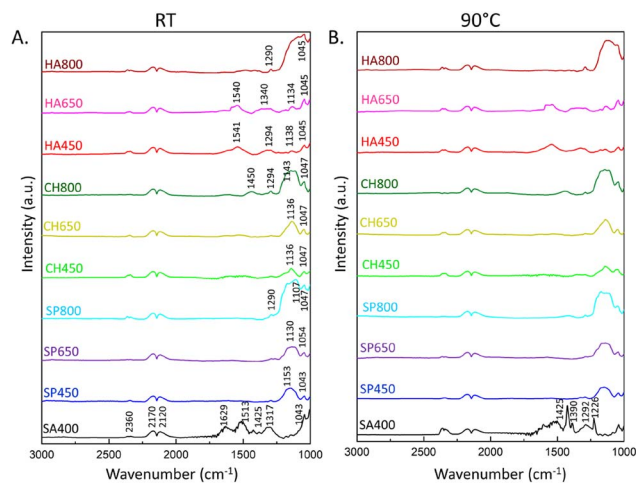 RT
90°C
A.
B.
Intensity (a.u.)
HA800
1290
1045
HA650
1540
1340
1134
1045
HA450
1541
1294
1138
1045
CH800
1450
1294
1143
1047
CH650
1136
1047
CH450
1136
1047
SP800
1290
1107
1047
SP650
1130
1054
SP450
1153
1043
SA400
2360
2170
2120
1629
1513
1425
1317
1043
3000
2500
2000
1500
1000
Wavenumber (cm⁻¹)
Intensity (a.u.)
HA800
HA650
HA450
CH800
CH650
CH450
SP800
SP650
SP450
SA400
1425
1390
1292
1226
3000
2500
2000
1500
1000
Wavenumber (cm⁻¹)